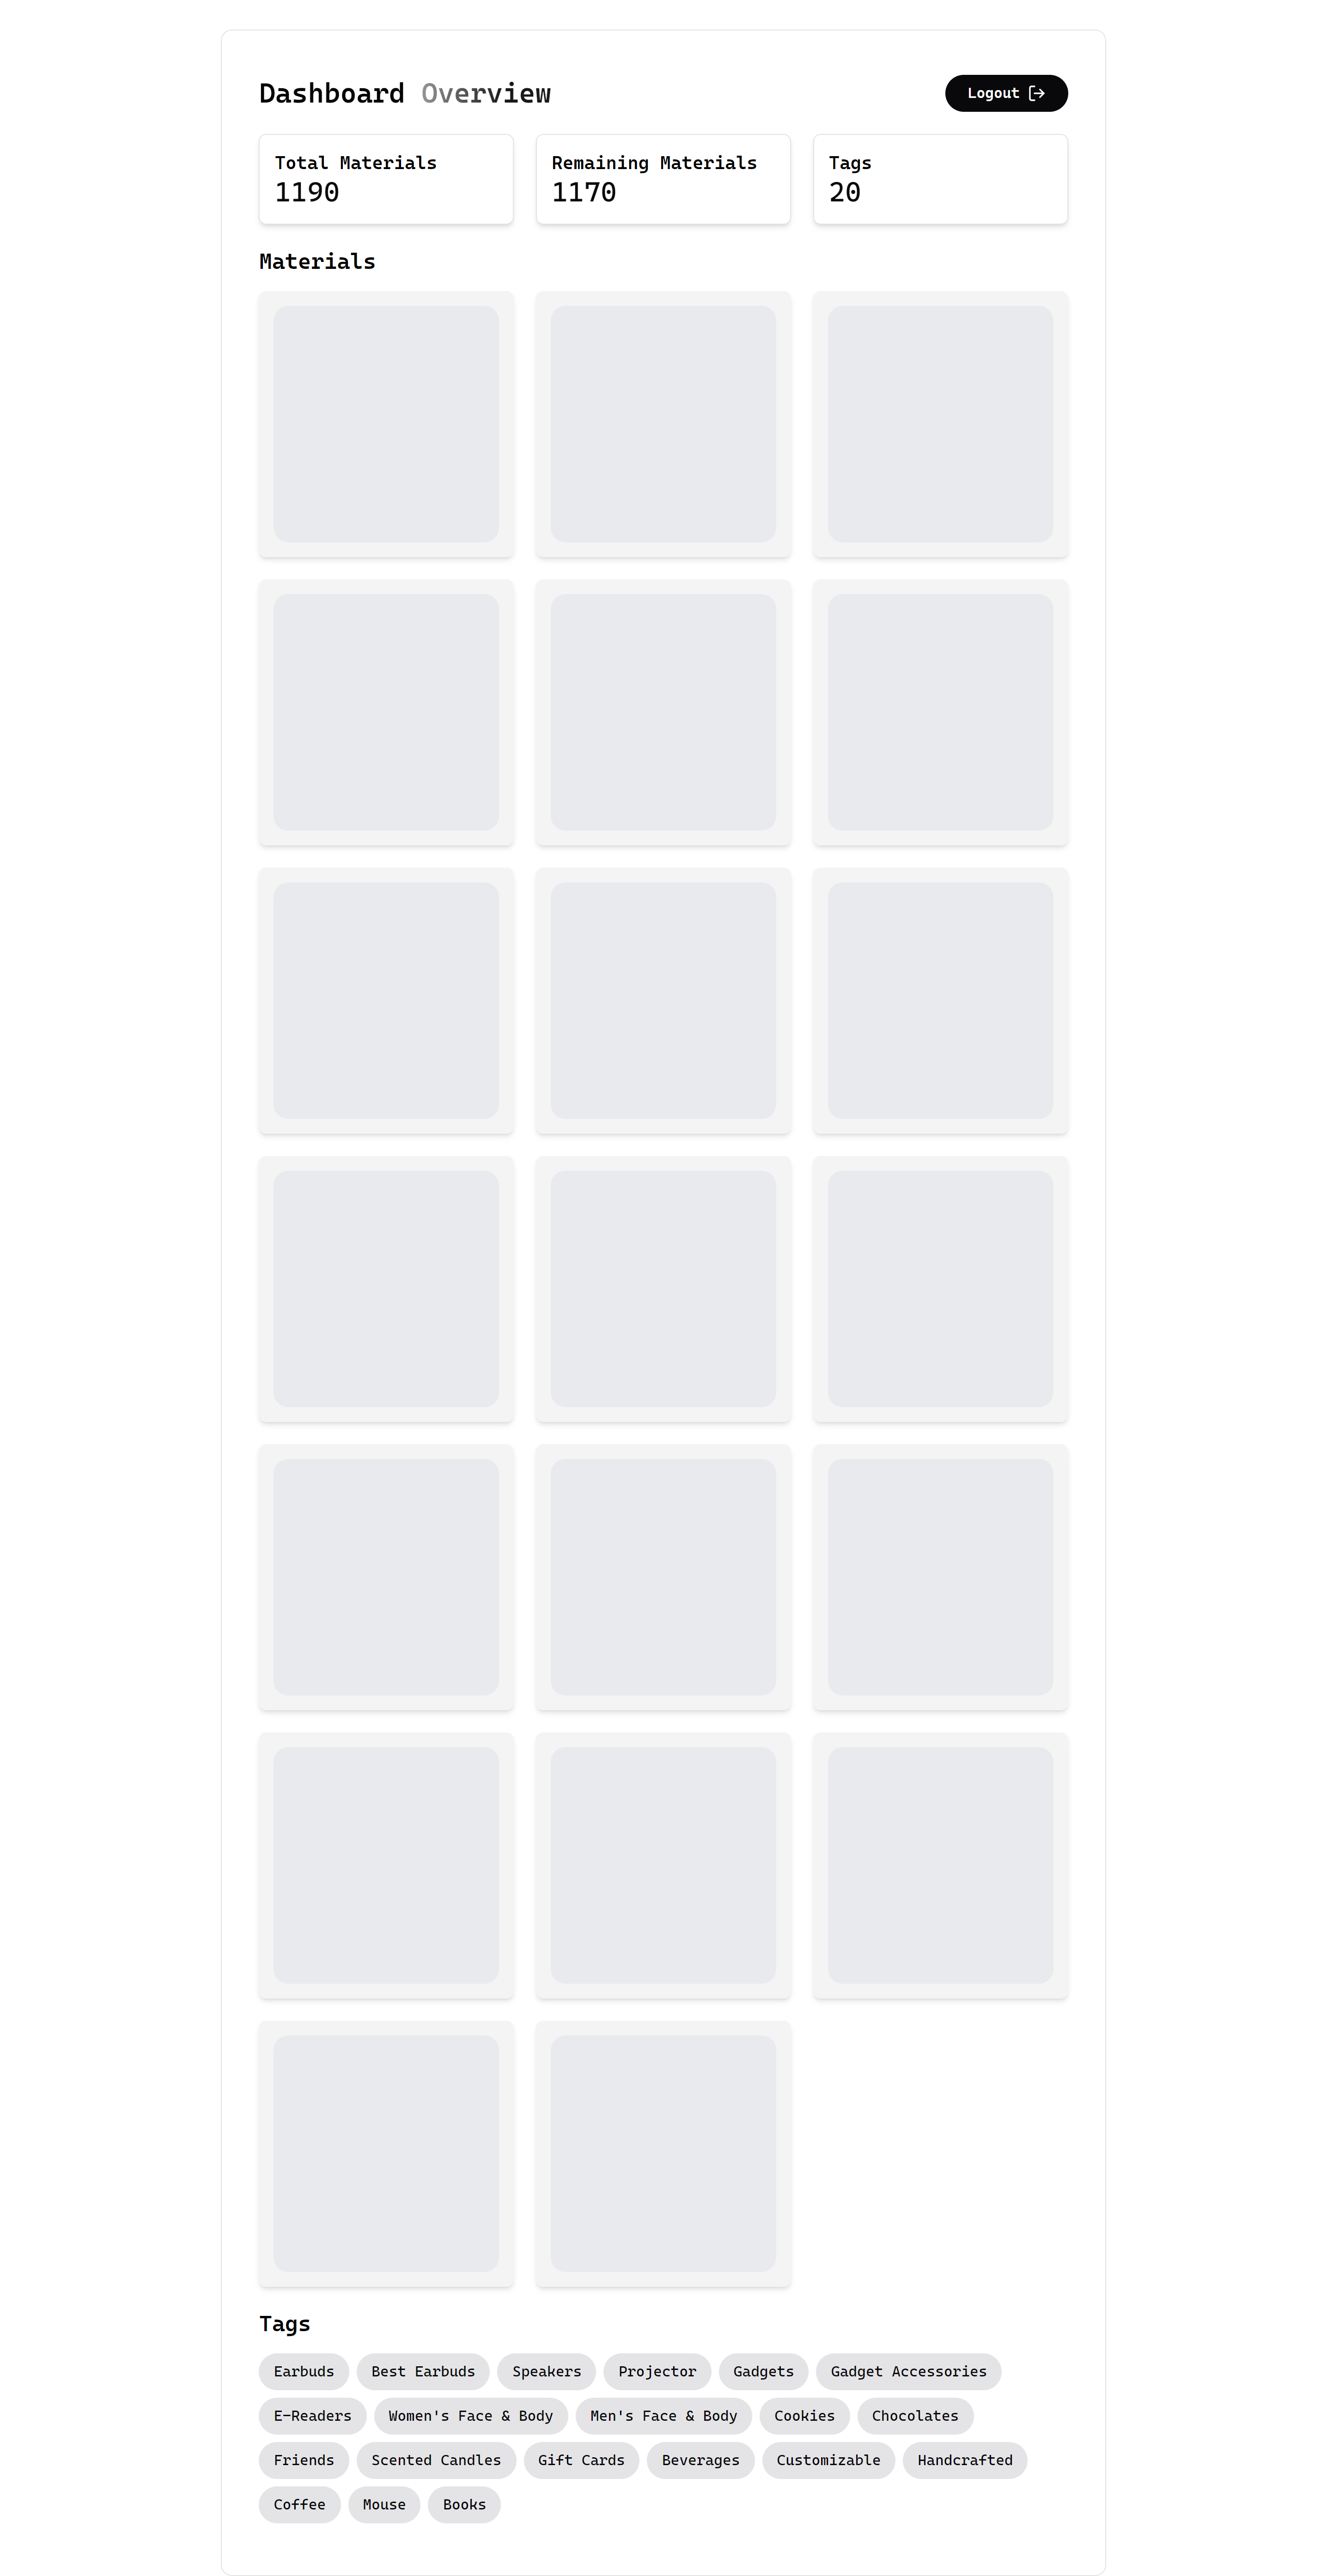 Dashboard Overview
Logout
Total Materials
1190
Remaining Materials
1170
Tags
20
Materials
Tags
Earbuds Best Earbuds Speakers Projector Gadgets Gadget Accessories
E-Readers Women's Face & Body Men's Face & Body Cookies Chocolates
Friends Scented Candles Gift Cards Beverages Customizable Handcrafted
Coffee Mouse Books